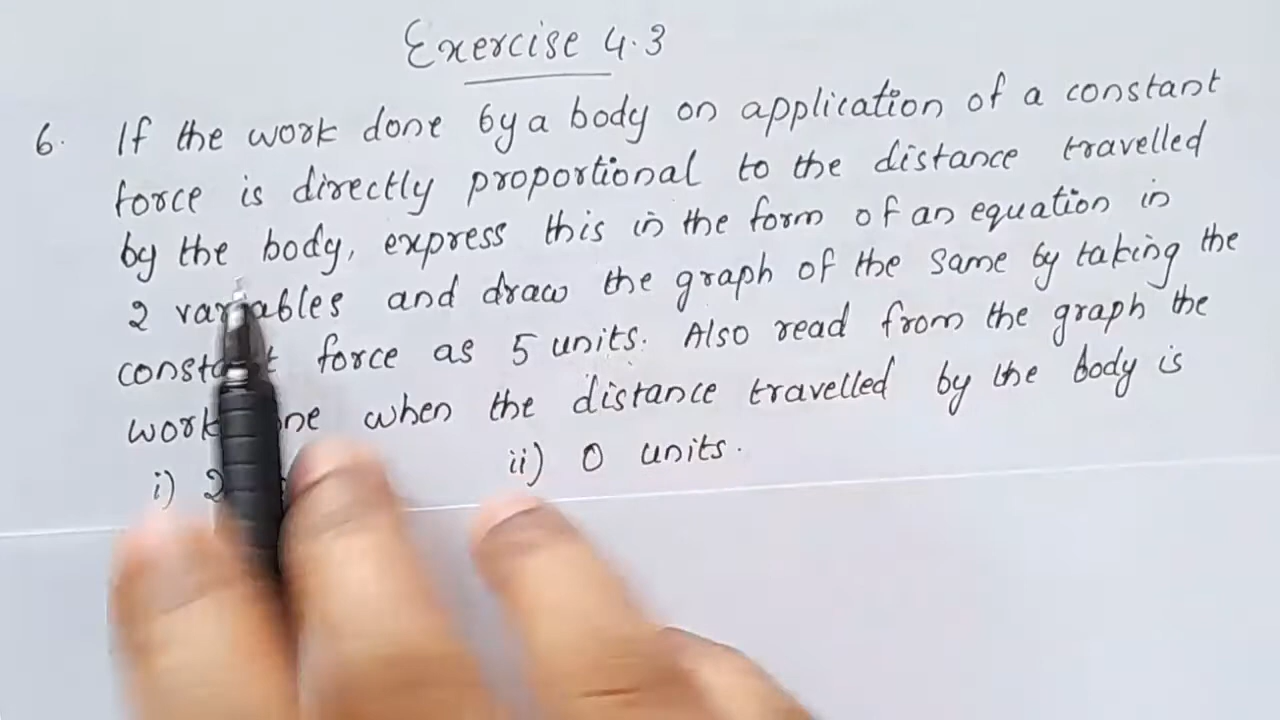 Exercise 4.3
6. If the work done by a body on application of a constant
force is directly proportional to the distance travelled
by the body, express this in the form of an equation in
2 variables and draw the graph of the same by taking the
constant force as 5 units. Also read from the graph the
work when the distance travelled by the body is
i) 2 ii) 0 units.